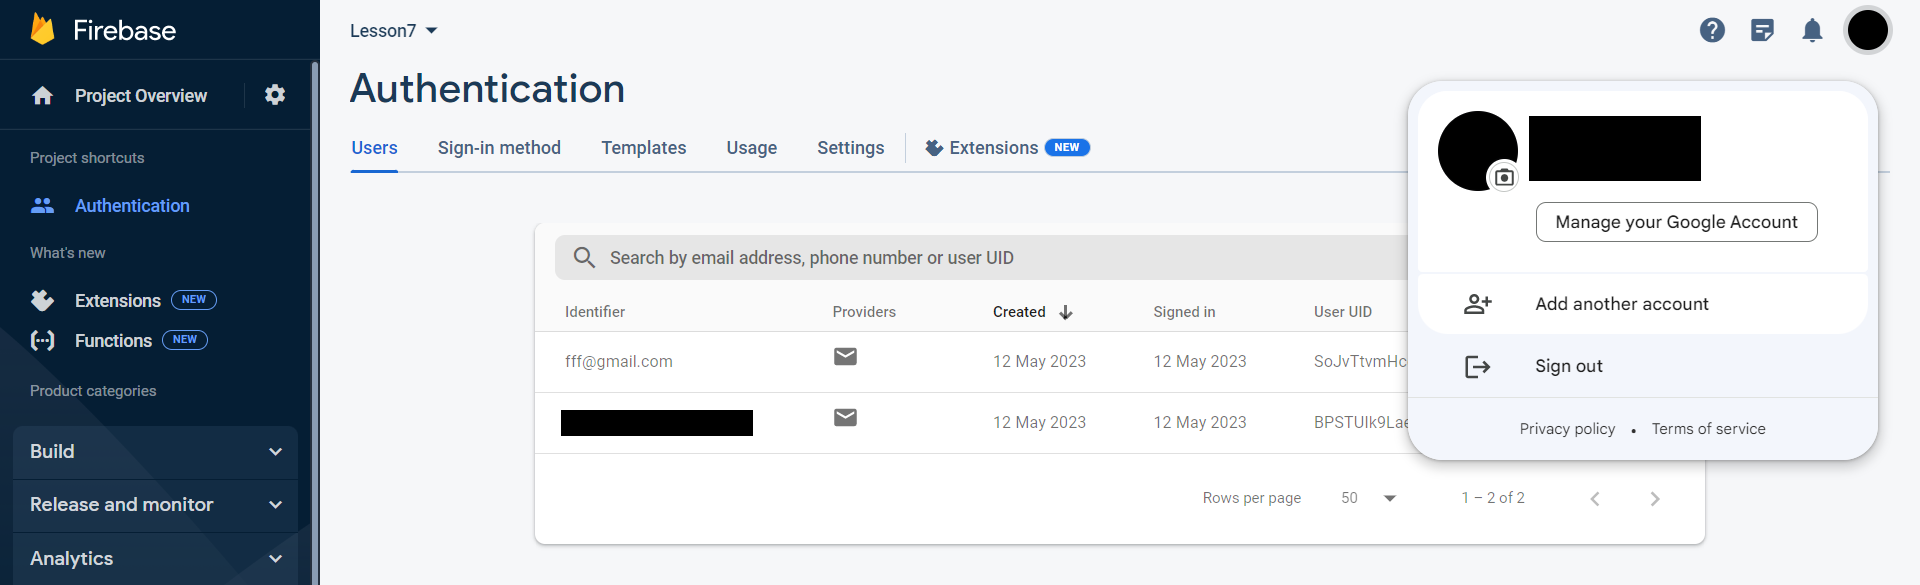 Firebase
Project Overview
Project shortcuts
Authentication
What's new
Extensions NEW
Functions NEW
Product categories
Build
Release and monitor
Analytics
Lesson7
Authentication
Users Sign-in method Templates Usage Settings Extensions NEW
Search by email address, phone number or user UID
Identifier Providers Created Signed in User UID
fff@gmail.com 12 May 2023 12 May 2023 SoJvTtvmHc
12 May 2023 12 May 2023 BPSTUIk9Lae
Rows per page 50 1 – 2 of 2
Manage your Google Account
Add another account
Sign out
Privacy policy • Terms of service